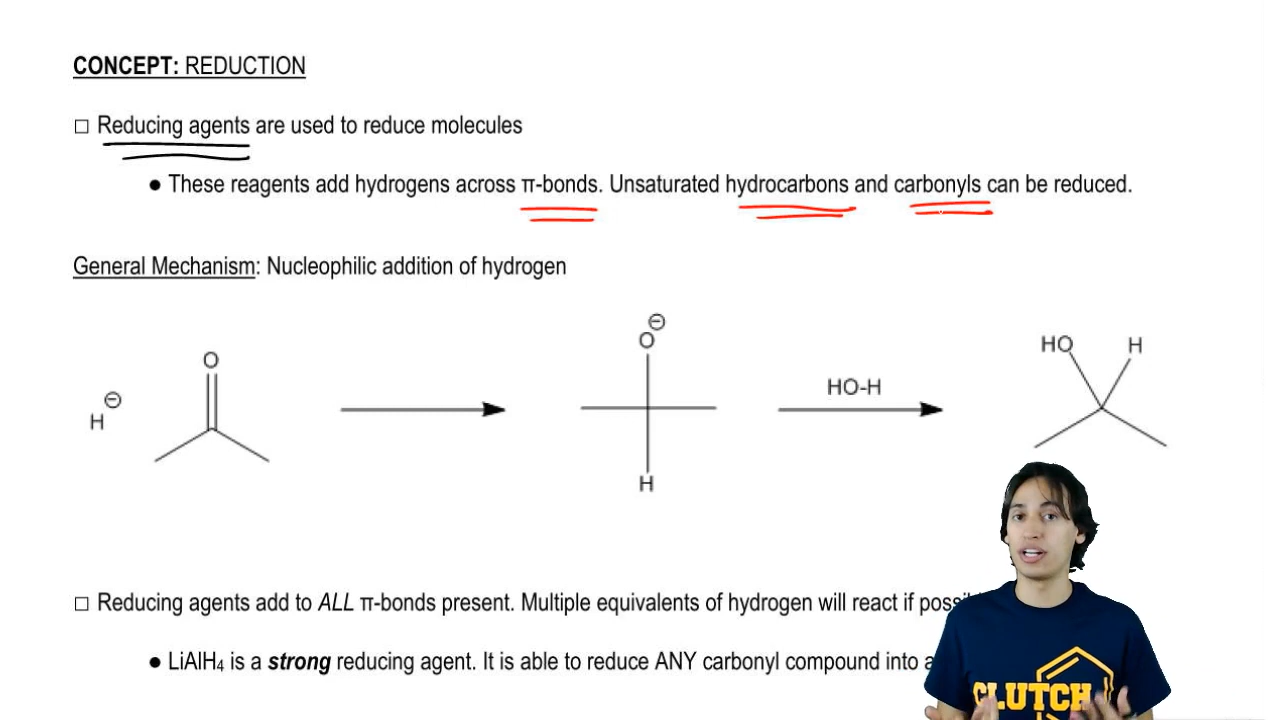 CONCEPT: REDUCTION
□ Reducing agents are used to reduce molecules
● These reagents add hydrogens across π-bonds. Unsaturated hydrocarbons and carbonyls can be reduced.
General Mechanism: Nucleophilic addition of hydrogen
H ⊖ O
O ⊖
H
HO-H
HO H
□ Reducing agents add to ALL π-bonds present. Multiple equivalents of hydrogen will react if
● LiAlH₄ is a strong reducing agent. It is able to reduce ANY carbonyl compound into
CLUTCH